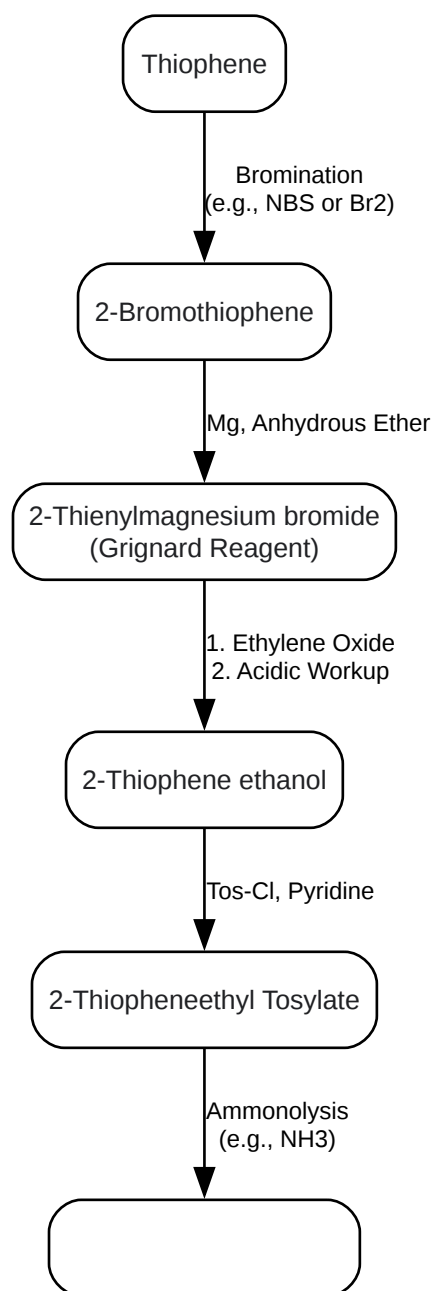 Thiophene
Bromination
(e.g., NBS or Br2)
2-Bromothiophene
Mg, Anhydrous Ether
2-Thienylmagnesium bromide
(Grignard Reagent)
1. Ethylene Oxide
2. Acidic Workup
2-Thiophene ethanol
Tos-Cl, Pyridine
2-Thiopheneethyl Tosylate
Ammonolysis
(e.g., NH3)